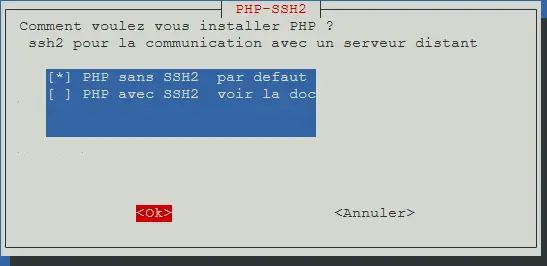 PHP-SSH2
Comment voulez vous installer PHP ?
ssh2 pour la communication avec un serveur distant
[*] PHP sans SSH2  par defaut
[ ] PHP avec SSH2  voir la doc
<Ok> <Annuler>